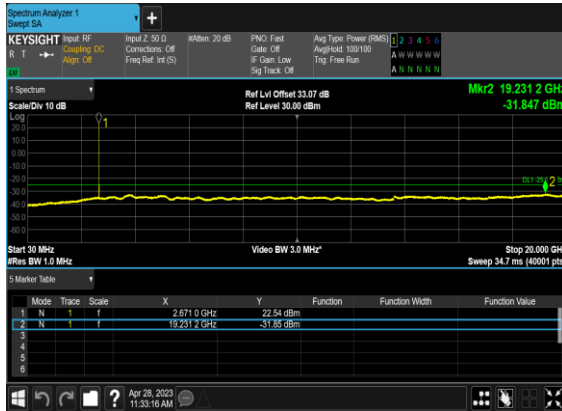 Spectrum Analyzer 1
Swept SA
+
KEYSIGHT Input: RF Input Z: 50 Ω #Atten: 20 dB PNO: Fast Avg Type: Power (RMS) 1 2 3 4 5 6
R T Coupling: DC Corrections: Off Gate: Off Avg|Hold: 100/100 A W W W W W
Align: Off Freq Ref: Int (S) IF Gain: Low Trig: Free Run
Sig Track: Off A N N N N N
1 Spectrum Ref Lvl Offset 33.07 dB Mkr2 19.231 2 GHz
Scale/Div 10 dB Ref Level 30.00 dBm -31.847 dBm
Log
20.0
10.0
0.00
-10.0
-20.0
-30.0
-40.0
-50.0
-60.0
1
2
Start 30 MHz Video BW 3.0 MHz* Stop 20.000 GH
#Res BW 1.0 MHz Sweep 34.7 ms (40001 pts
5 Marker Table
Mode Trace Scale X Y Function Function Width Function Value
1 N 1 f 2.671 0 GHz 22.54 dBm
2 N 1 f 19.231 2 GHz -31.85 dBm
3
4
5
6
? Apr 28, 2023
11:33:16 AM